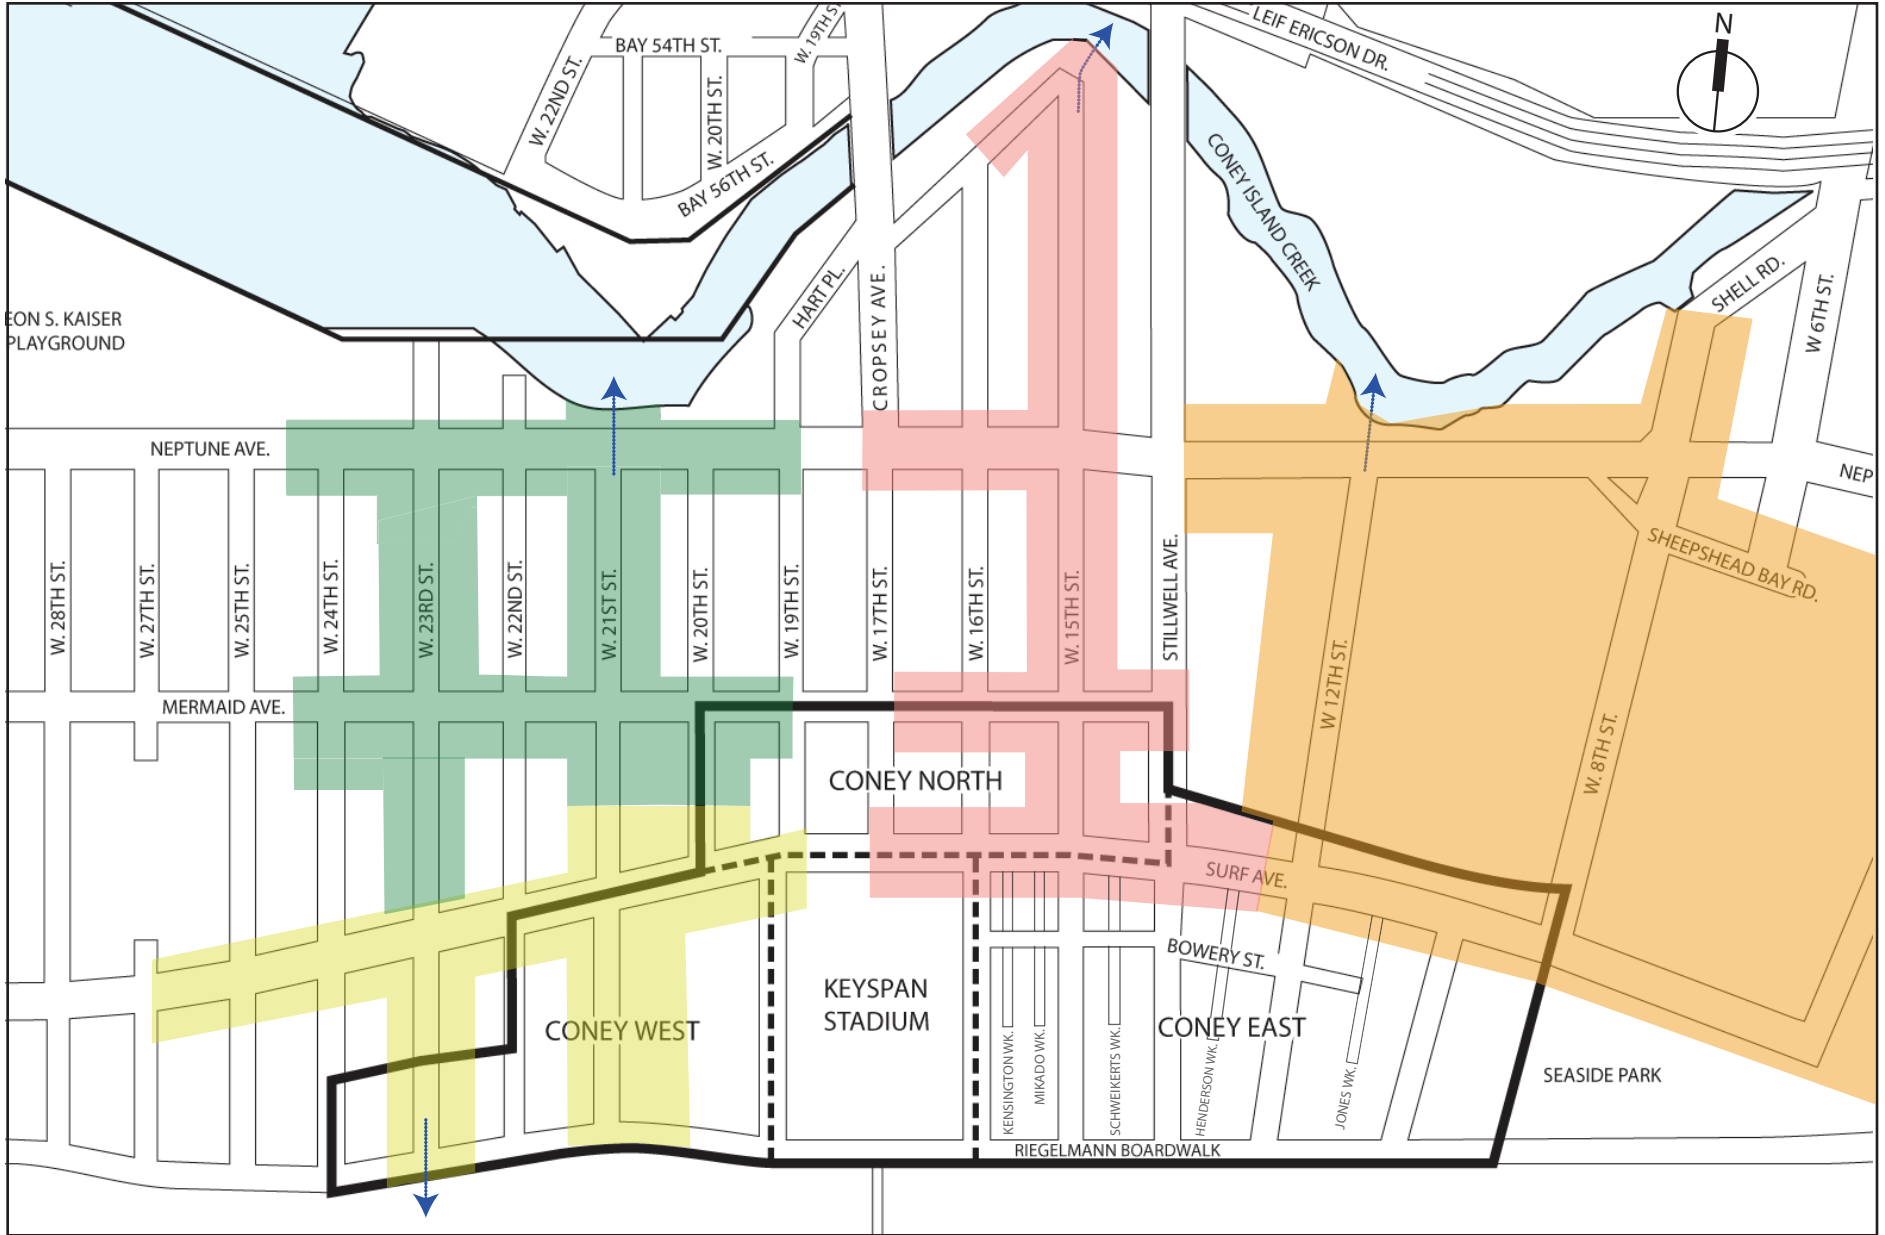 LEIF ERICSON DR.
N
W. 19TH ST.
BAY 54TH ST.
W. 22ND ST.
W. 20TH ST.
BAY 56TH ST.
CONEY ISLAND CREEK
SHELL RD.
W 6TH ST.
HART PL.
CROPSEY AVE.
EON S. KAISER
PLAYGROUND
NEPTUNE AVE.
NEP
SHEEPSHEAD BAY RD.
W. 28TH ST.
W. 27TH ST.
W. 25TH ST.
W. 24TH ST.
W. 23RD ST.
W. 22ND ST.
W. 21ST ST.
W. 20TH ST.
W. 19TH ST.
W. 17TH ST.
W. 16TH ST.
W. 15TH ST.
STILLWELL AVE.
W 12TH ST.
W. 8TH ST.
MERMAID AVE.
CONEY NORTH
SURF AVE.
BOWERY ST.
KEYSPAN
STADIUM
CONEY WEST
CONEY EAST
KENSINGTON WK.
MIKADO WK.
SCHWEIKERTS WK.
HENDERSON WK.
JONES WK.
SEASIDE PARK
RIEGELMANN BOARDWALK